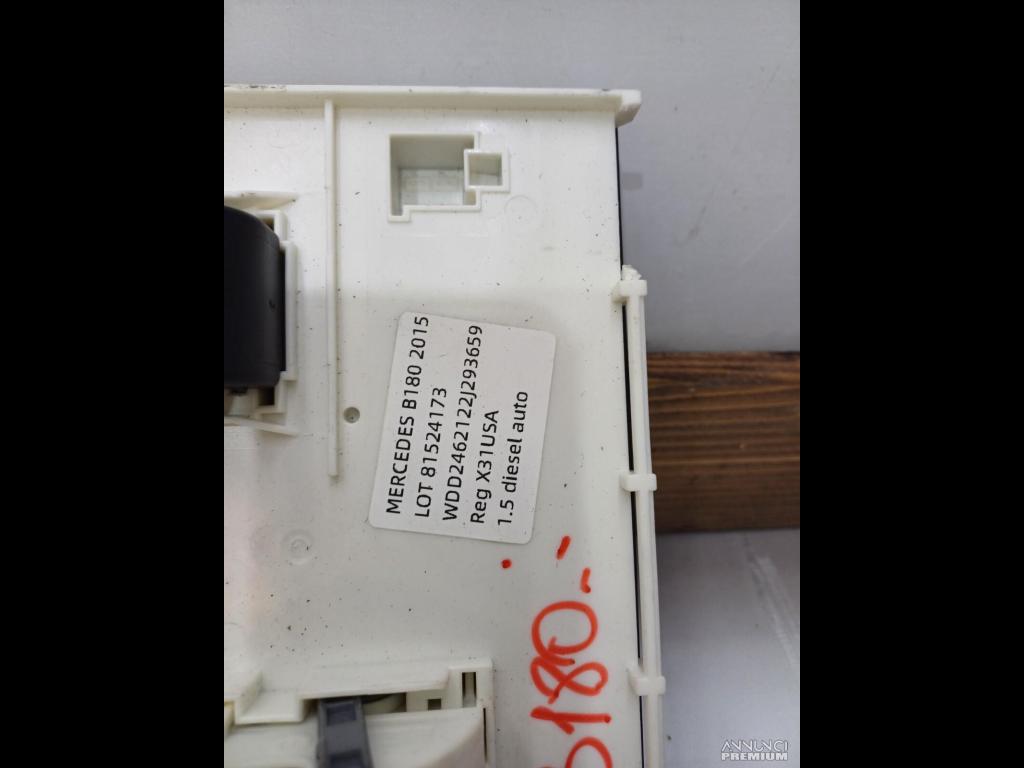 MERCEDES B180 2015
LOT 81524173
WDD2462122J293659
Reg X31USA
1.5 diesel auto
B180
ANNUNCI
PREMIUM